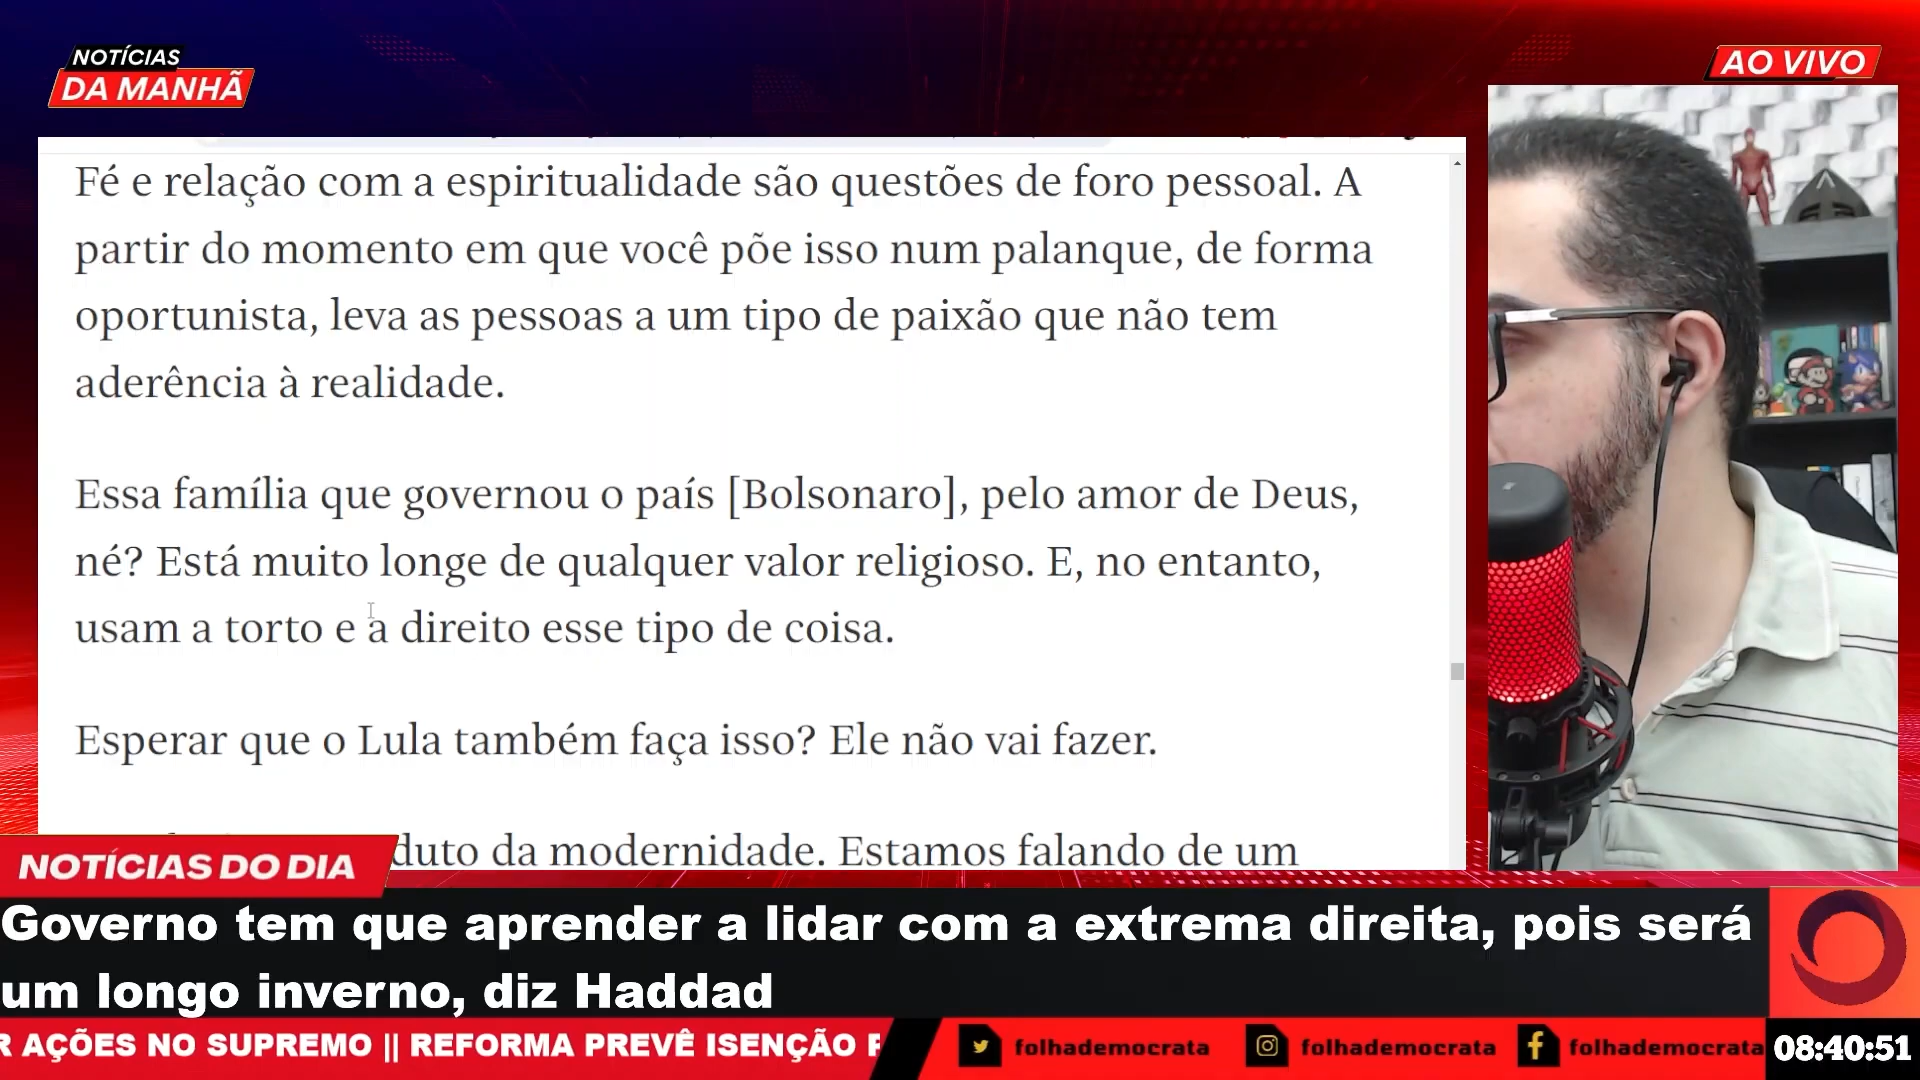 NOTÍCIAS
DA MANHÃ
AO VIVO
Fé e relação com a espiritualidade são questões de foro pessoal. A
partir do momento em que você põe isso num palanque, de forma
oportunista, leva as pessoas a um tipo de paixão que não tem
aderência à realidade.
Essa família que governou o país [Bolsonaro], pelo amor de Deus,
né? Está muito longe de qualquer valor religioso. E, no entanto,
usam a torto e a direito esse tipo de coisa.
Esperar que o Lula também faça isso? Ele não vai fazer.
duto da modernidade. Estamos falando de um
NOTÍCIAS DO DIA
Governo tem que aprender a lidar com a extrema direita, pois será
um longo inverno, diz Haddad
R AÇÕES NO SUPREMO || REFORMA PREVÊ ISENÇÃO
folhademocrata
folhademocrata
folhademocrata
08:40:51